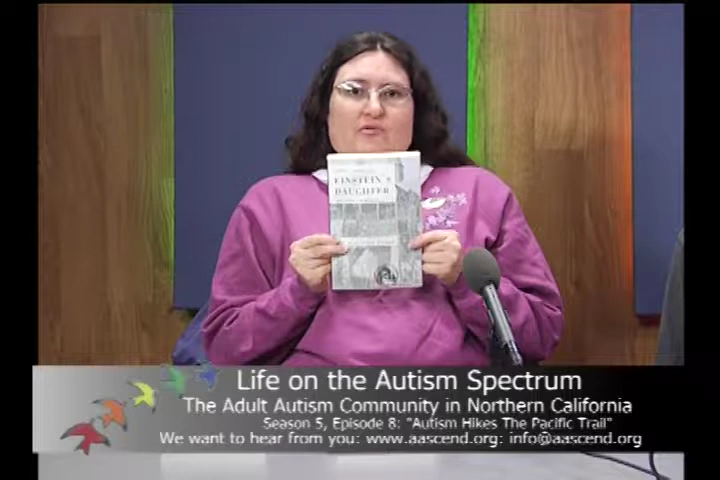 EINSTEIN'S
DAUGHTER
Life on the Autism Spectrum
The Adult Autism Community in Northern California
Season 5, Episode 8: "Autism Hikes The Pacific Trail"
We want to hear from you: www.aascend.org: info@aascend.org